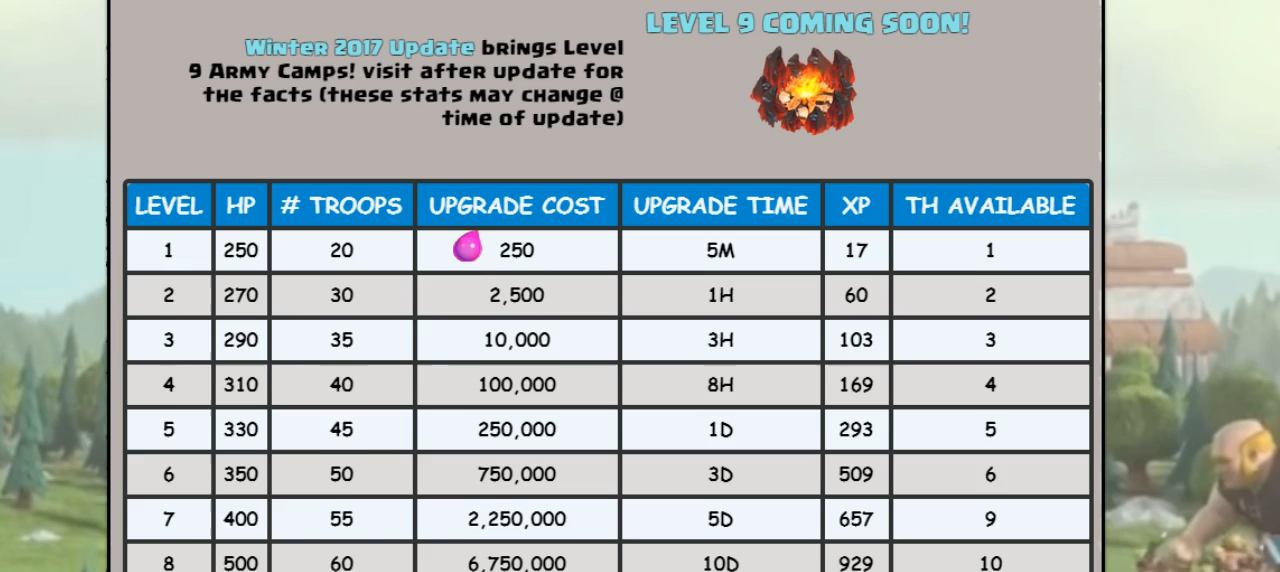 LEVEL 9 COMING SOON!
Winter 2017 Update brings Level
9 Army Camps! visit after update for
the facts (these stats may change @
time of update)
LEVEL HP # TROOPS UPGRADE COST UPGRADE TIME XP TH AVAILABLE
1 250 20 250 5M 17 1
2 270 30 2,500 1H 60 2
3 290 35 10,000 3H 103 3
4 310 40 100,000 8H 169 4
5 330 45 250,000 1D 293 5
6 350 50 750,000 3D 509 6
7 400 55 2,250,000 5D 657 9
8 500 60 6,750,000 10D 929 10